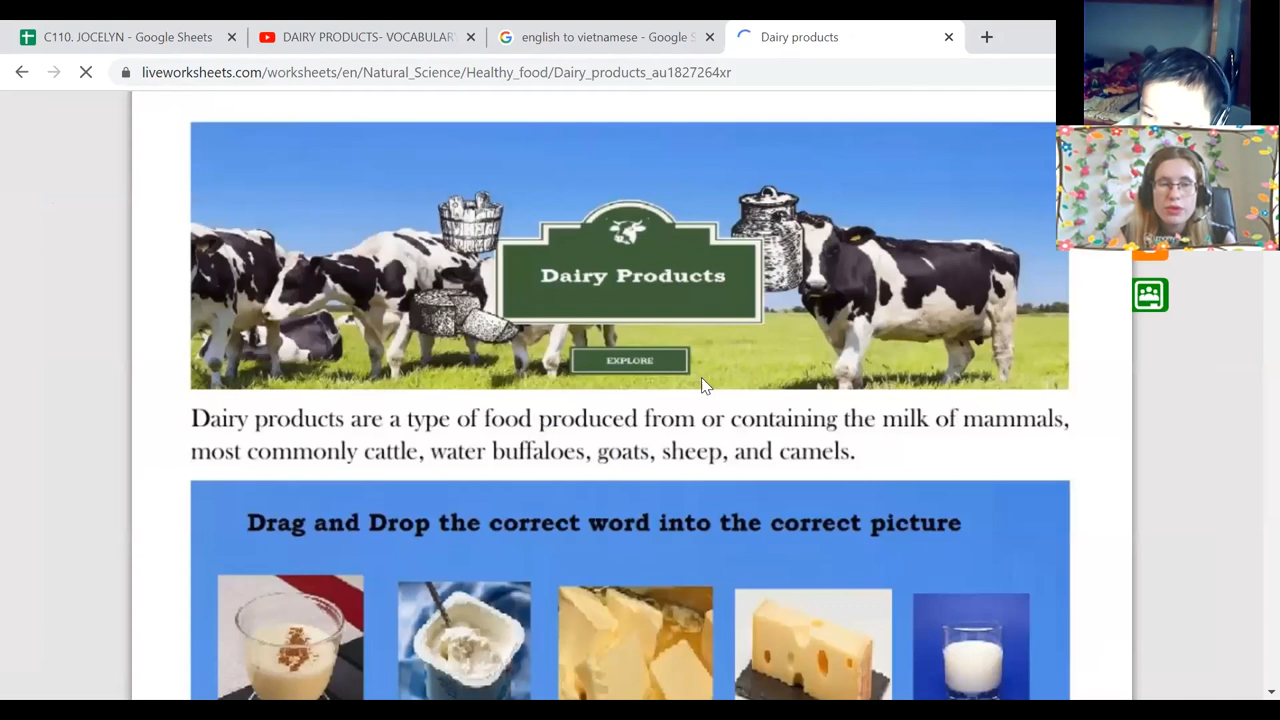 C110. JOCELYN - Google Sheets
DAIRY PRODUCTS- VOCABULAR
english to vietnamese - Google S
Dairy products
liveworksheets.com/worksheets/en/Natural_Science/Healthy_food/Dairy_products_au1827264xr
Dairy Products
EXPLORE
Dairy products are a type of food produced from or containing the milk of mammals,
most commonly cattle, water buffaloes, goats, sheep, and camels.
Drag and Drop the correct word into the correct picture